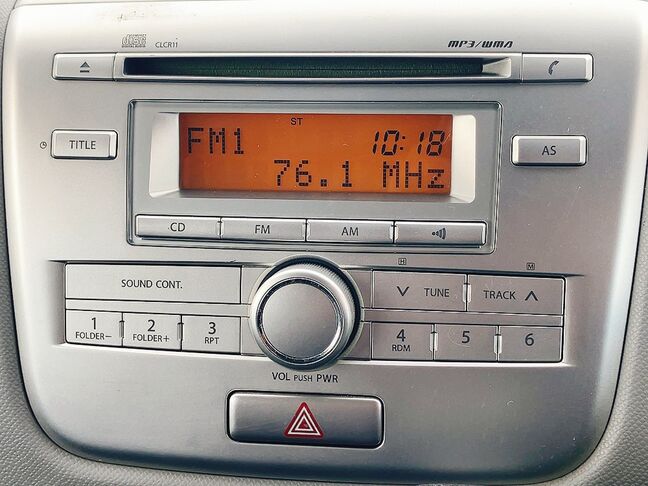 CLCR11
MP3/WMA
TITLE
ST
FM1 10:18
76.1 MHz
AS
CD FM AM
SOUND CONT.
H M
TUNE TRACK
1 2 3
FOLDER− FOLDER+ RPT
4 5 6
RDM
VOL PUSH PWR